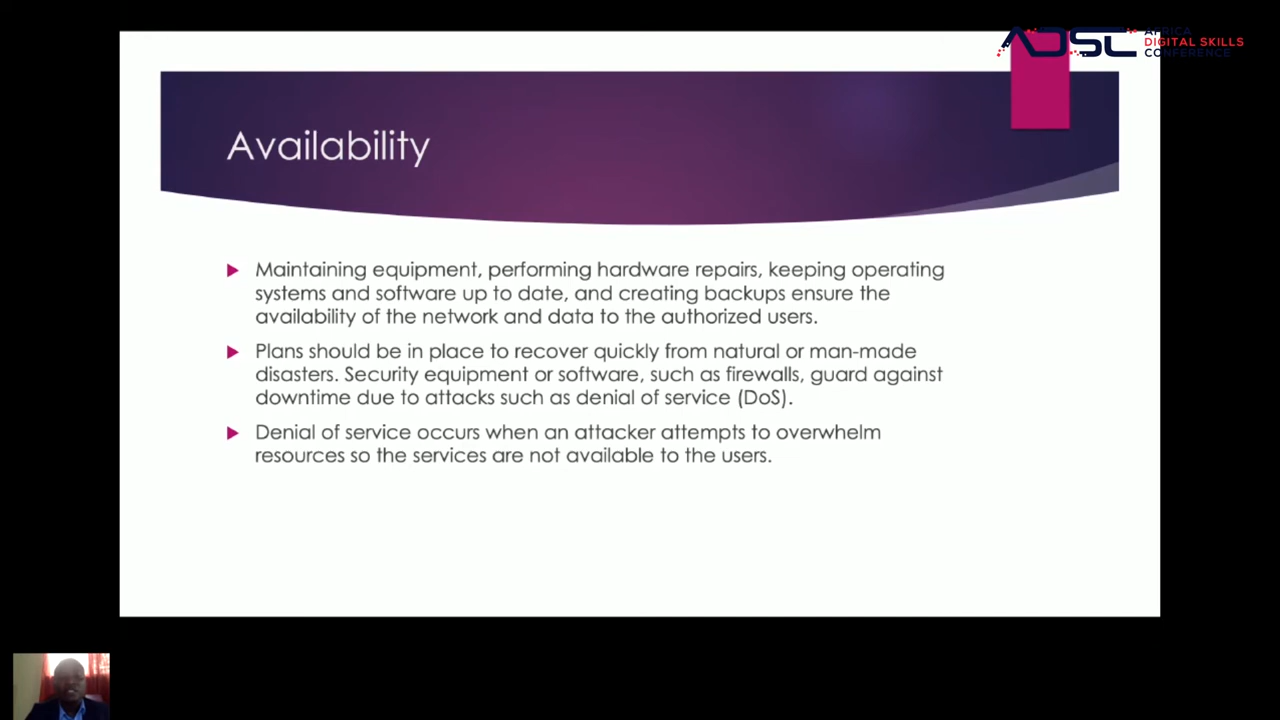 AFRICA
ADSC DIGITAL SKILLS
CONFERENCE
Availability
Maintaining equipment, performing hardware repairs, keeping operating
systems and software up to date, and creating backups ensure the
availability of the network and data to the authorized users.
Plans should be in place to recover quickly from natural or man-made
disasters. Security equipment or software, such as firewalls, guard against
downtime due to attacks such as denial of service (DoS).
Denial of service occurs when an attacker attempts to overwhelm
resources so the services are not available to the users.